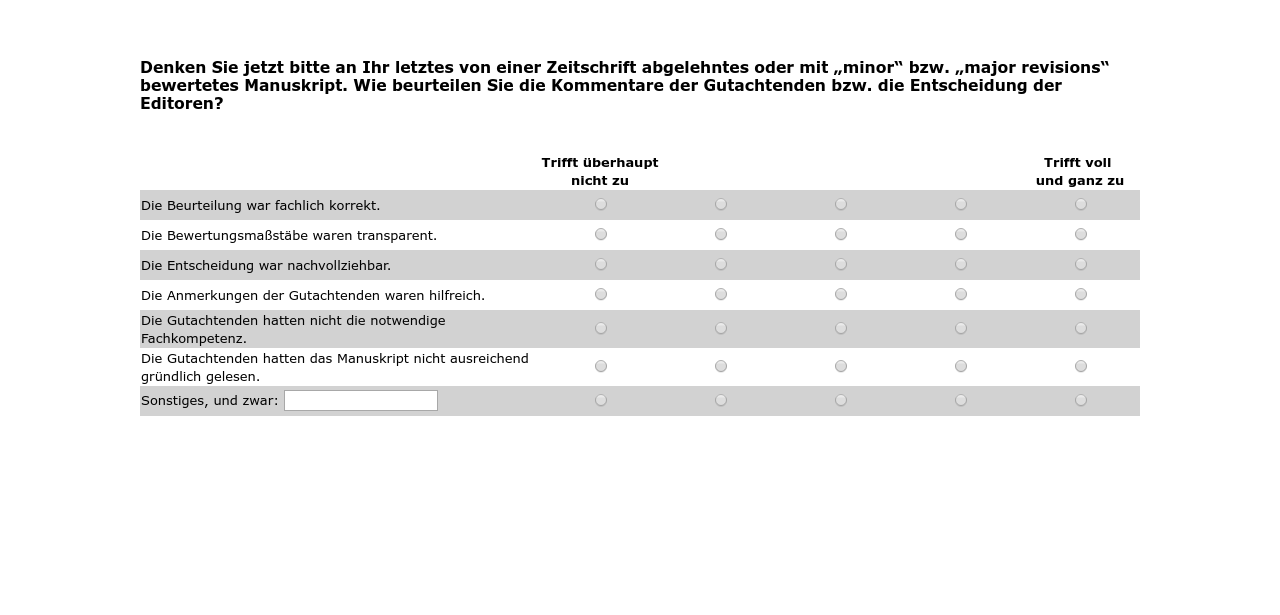 Denken Sie jetzt bitte an Ihr letztes von einer Zeitschrift abgelehntes oder mit „minor‟ bzw. „major revisions‟
bewertetes Manuskript. Wie beurteilen Sie die Kommentare der Gutachtenden bzw. die Entscheidung der
Editoren?
Trifft überhaupt
nicht zu
Trifft voll
und ganz zu
Die Beurteilung war fachlich korrekt.
Die Bewertungsmaßstäbe waren transparent.
Die Entscheidung war nachvollziehbar.
Die Anmerkungen der Gutachtenden waren hilfreich.
Die Gutachtenden hatten nicht die notwendige
Fachkompetenz.
Die Gutachtenden hatten das Manuskript nicht ausreichend
gründlich gelesen.
Sonstiges, und zwar: